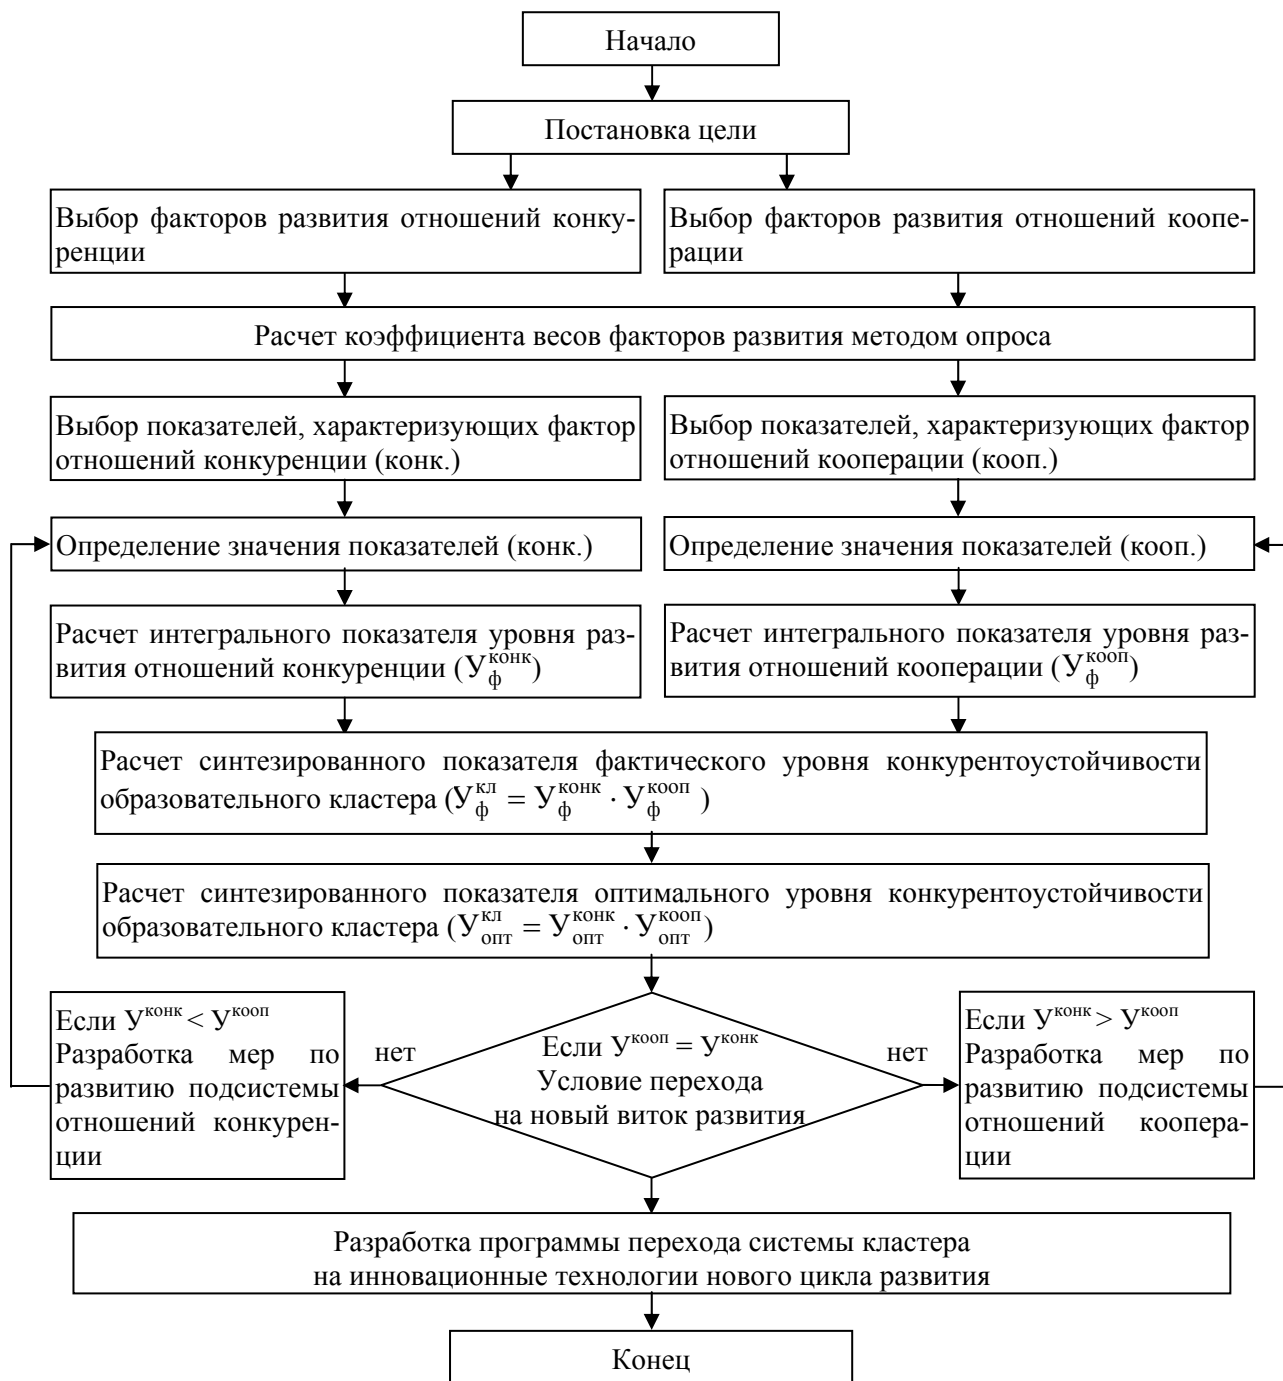 Начало
Постановка цели
Выбор факторов развития отношений конку-
ренции
Выбор факторов развития отношений коопе-
рации
Расчет коэффициента весов факторов развития методом опроса
Выбор показателей, характеризующих фактор
отношений конкуренции (конк.)
Выбор показателей, характеризующих фактор
отношений кооперации (кооп.)
Определение значения показателей (конк.)
Определение значения показателей (кооп.)
Расчет интегрального показателя уровня раз-
вития отношений конкуренции (У_ф^конк)
Расчет интегрального показателя уровня раз-
вития отношений кооперации (У_ф^кооп)
Расчет синтезированного показателя фактического уровня конкурентоустойчивости
образовательного кластера (У_ф^кл = У_ф^конк · У_ф^кооп )
Расчет синтезированного показателя оптимального уровня конкурентоустойчивости
образовательного кластера (У_опт^кл = У_опт^конк · У_опт^кооп)
Если У^конк < У^кооп
Разработка мер по
развитию подсистемы
отношений конкурен-
ции
нет
Если У^кооп = У^конк
Условие перехода
на новый виток развития
нет
Если У^конк > У^кооп
Разработка мер по
развитию подсистемы
отношений коопера-
ции
Разработка программы перехода системы кластера
на инновационные технологии нового цикла развития
Конец